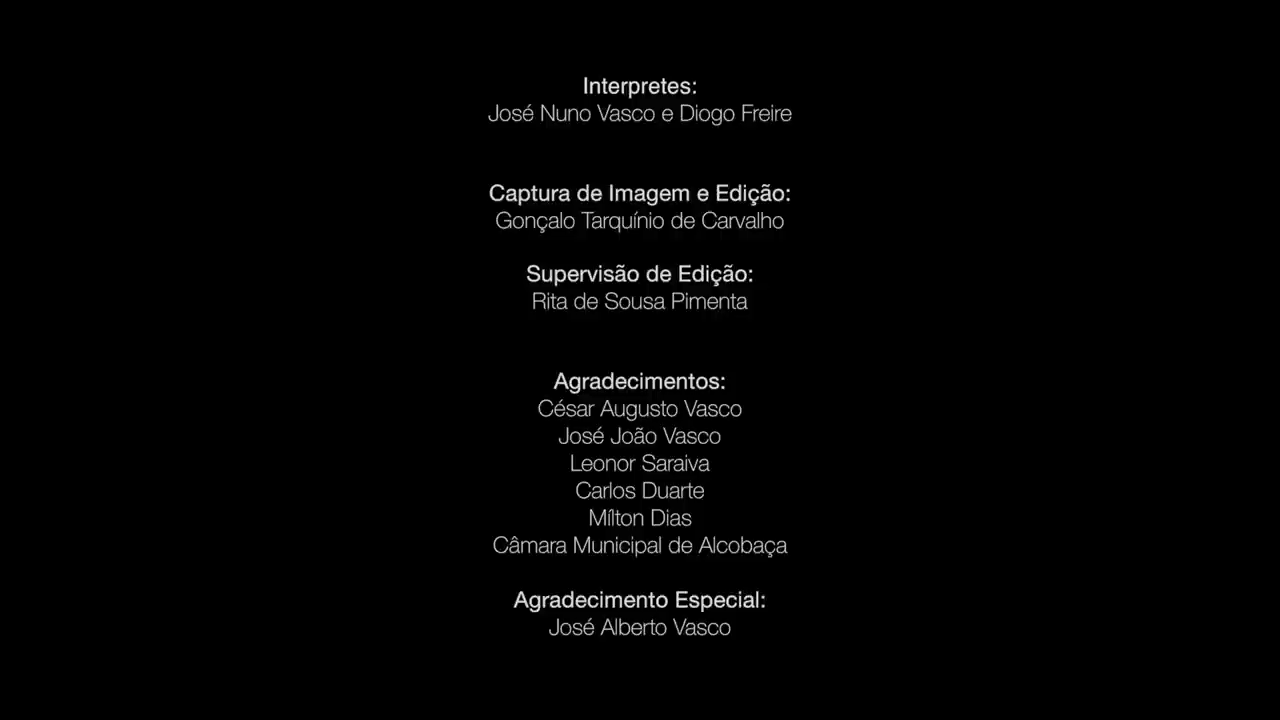 Interpretes:
José Nuno Vasco e Diogo Freire
Captura de Imagem e Edição:
Gonçalo Tarquínio de Carvalho
Supervisão de Edição:
Rita de Sousa Pimenta
Agradecimentos:
César Augusto Vasco
José João Vasco
Leonor Saraiva
Carlos Duarte
Mílton Dias
Câmara Municipal de Alcobaça
Agradecimento Especial:
José Alberto Vasco